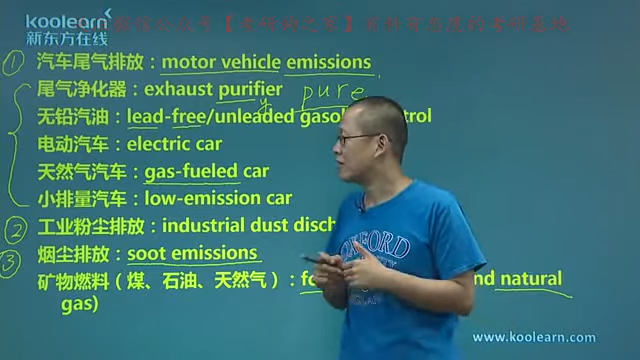 koolearn
新东方在线
① 汽车尾气排放：motor vehicle emissions
尾气净化器：exhaust purifier
y pure
无铅汽油：lead-free/unleaded
电动汽车：electric car
天然气汽车：gas-fueled car
小排量汽车：low-emission car
② 工业粉尘排放：industrial dust
③ 烟尘排放：soot emissions
矿物燃料（煤、石油、天然气）： natural
gas)
OXFORD
www.koolearn.com